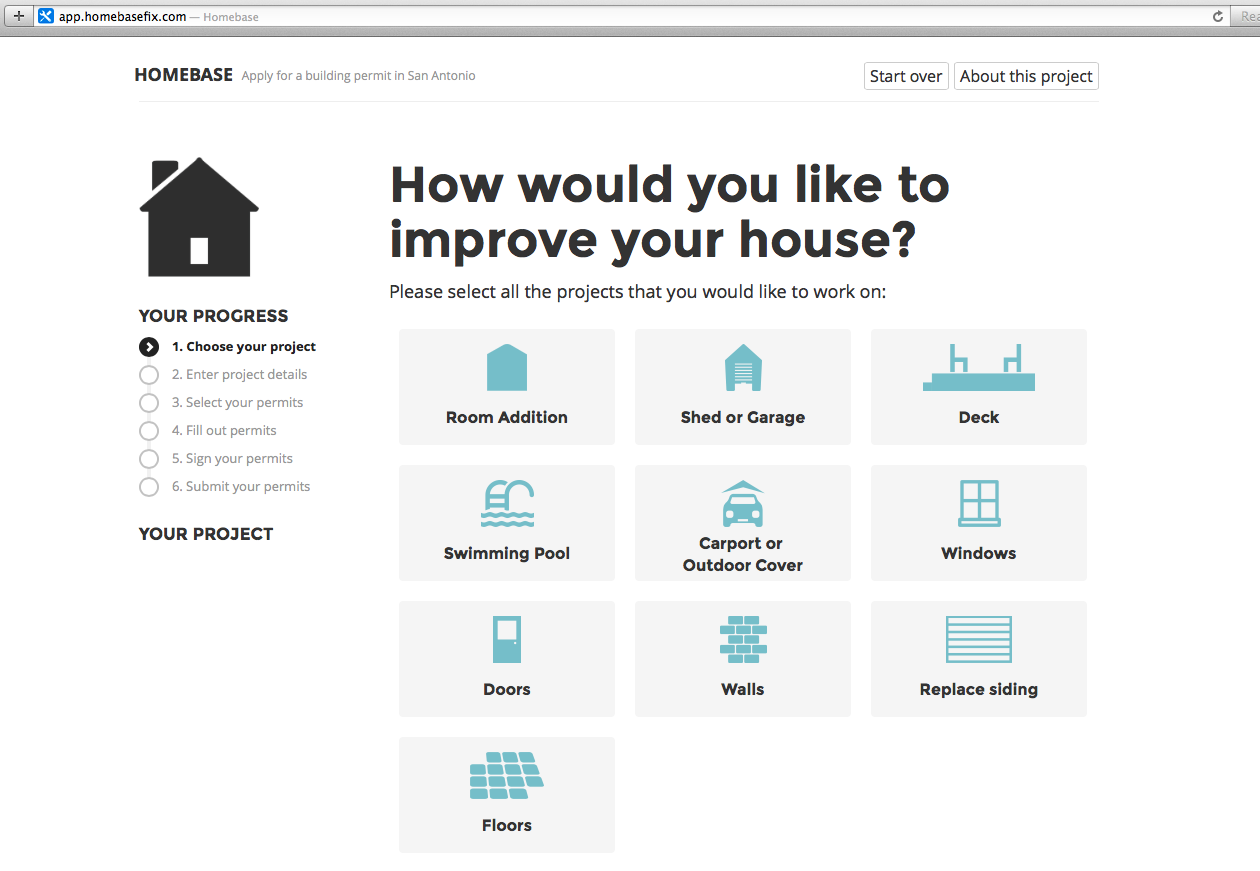 app.homebasefix.com — Homebase
HOMEBASE Apply for a building permit in San Antonio
Start over
About this project
How would you like to
improve your house?
Please select all the projects that you would like to work on:
YOUR PROGRESS
1. Choose your project
2. Enter project details
3. Select your permits
4. Fill out permits
5. Sign your permits
6. Submit your permits
YOUR PROJECT
Room Addition
Shed or Garage
Deck
Swimming Pool
Carport or
Outdoor Cover
Windows
Doors
Walls
Replace siding
Floors